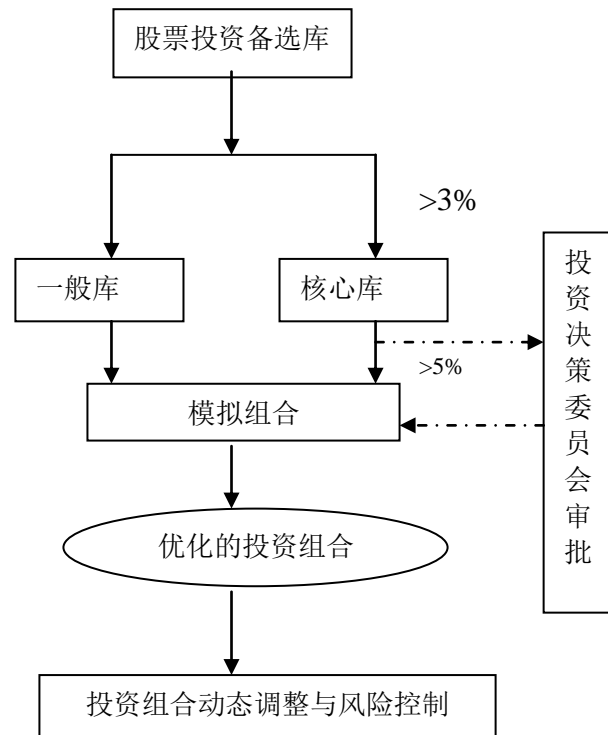 股票投资备选库
>3%
一般库
核心库
投资决策委员会审批
>5%
模拟组合
优化的投资组合
投资组合动态调整与风险控制